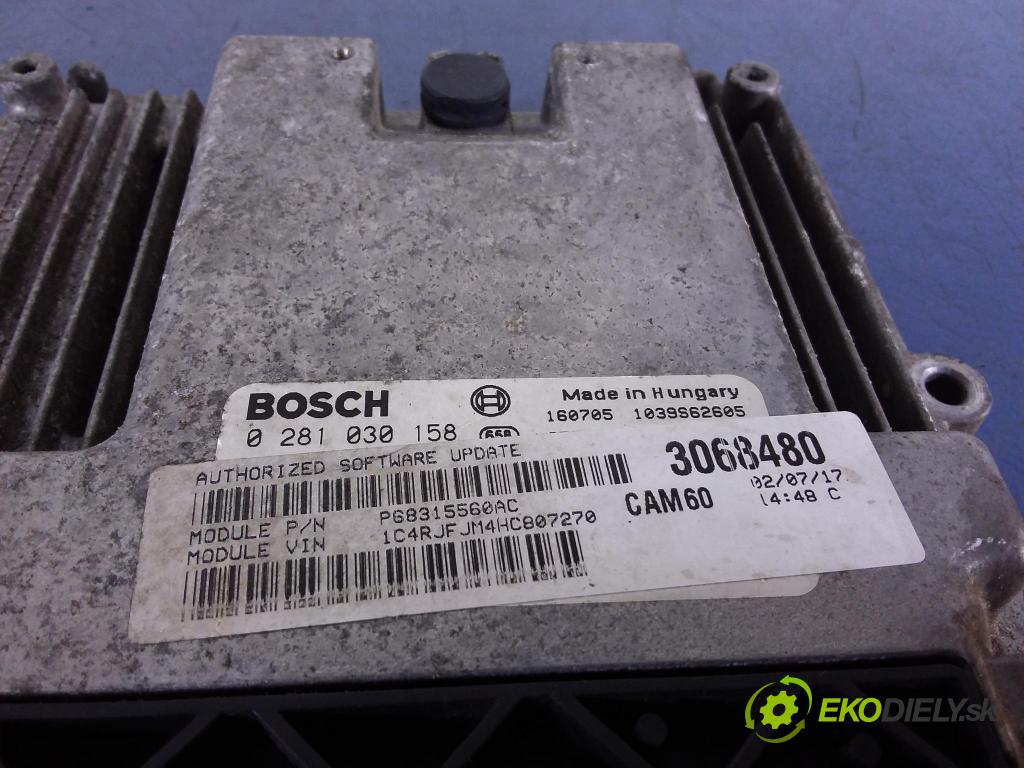 BOSCH
Made in Hungary
0 281 030 158
160705 1039S62605
668
AUTHORIZED SOFTWARE UPDATE
3068480
MODULE P/N P68315560AC
CAM60
02/07/17
14:48 C
MODULE VIN 1C4RJFJM4HC807270
EKODIELY.sk